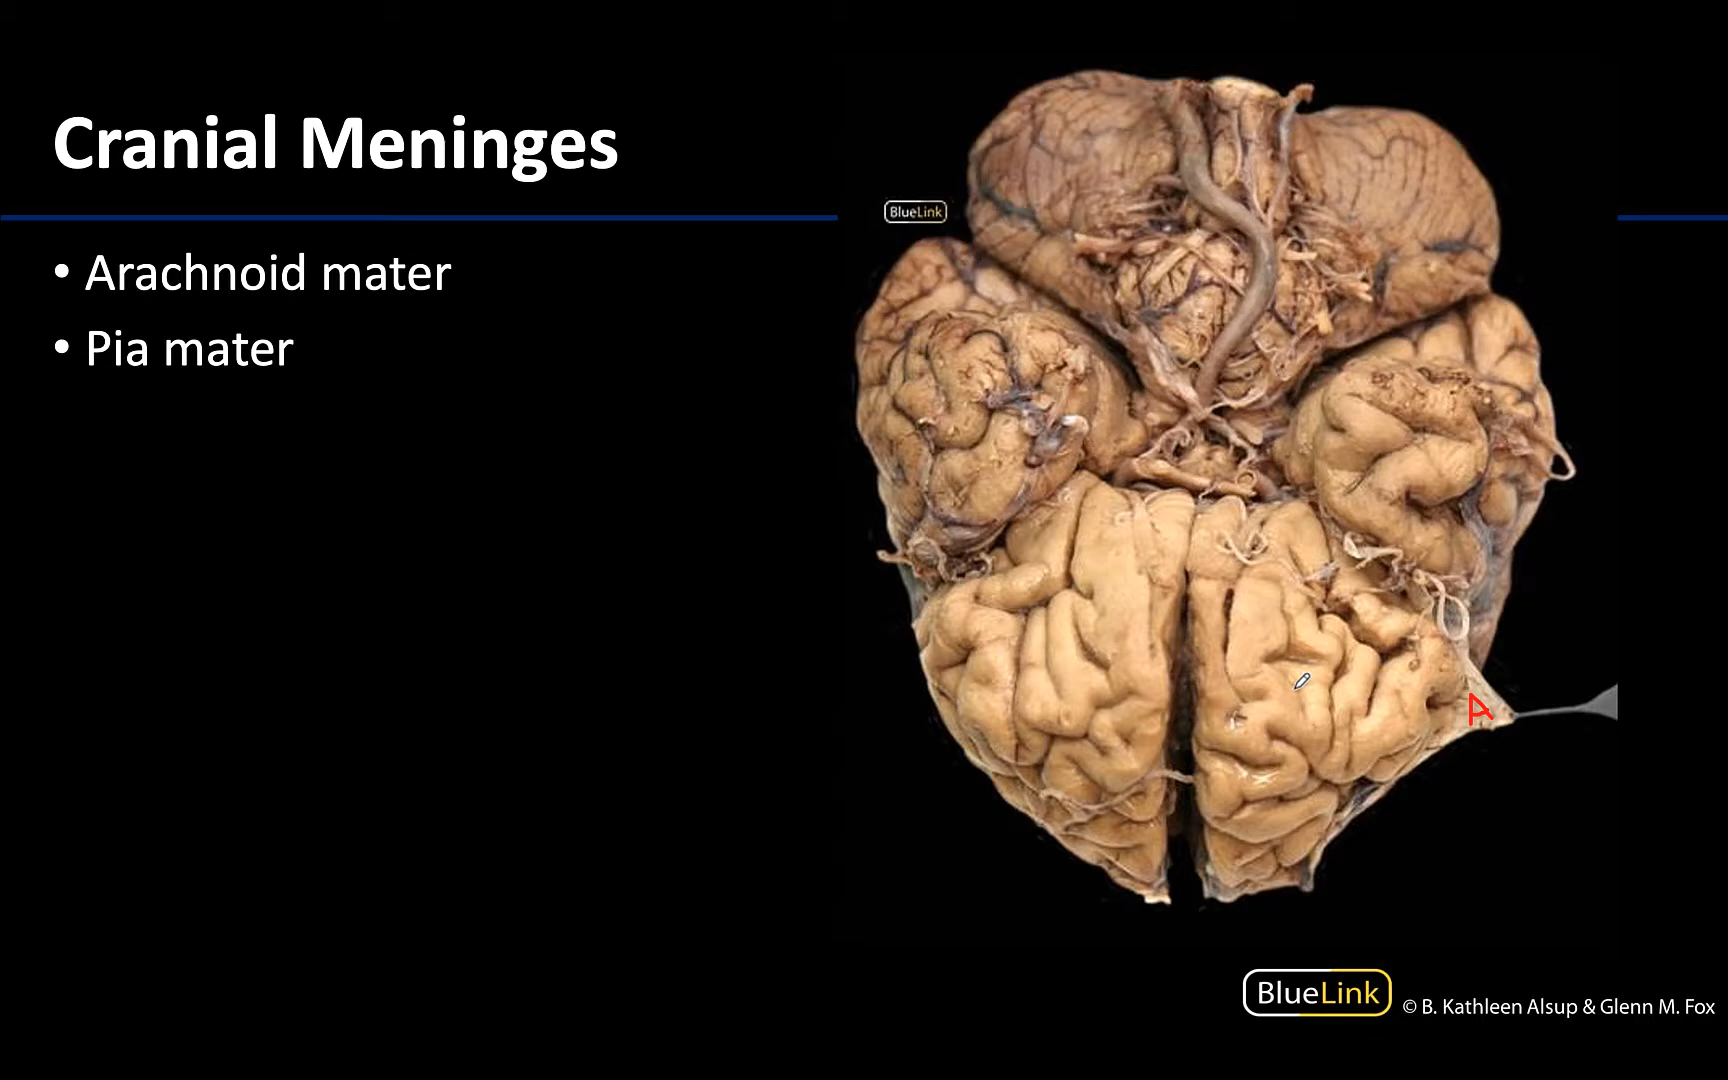 Cranial Meninges
• Arachnoid mater
• Pia mater
BlueLink
A
BlueLink
© B. Kathleen Alsup & Glenn M. Fox